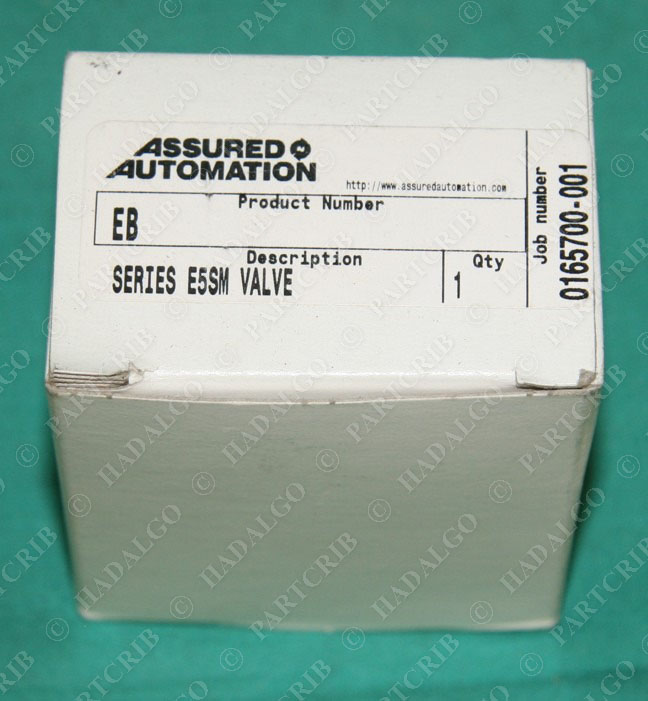 ASSURED
AUTOMATION
http://www.assuredautomation.com
Product Number
EB
Description
SERIES E5SM VALVE
Qty
1
Job number
0165700-001
© PARTCRIB © HADALGO